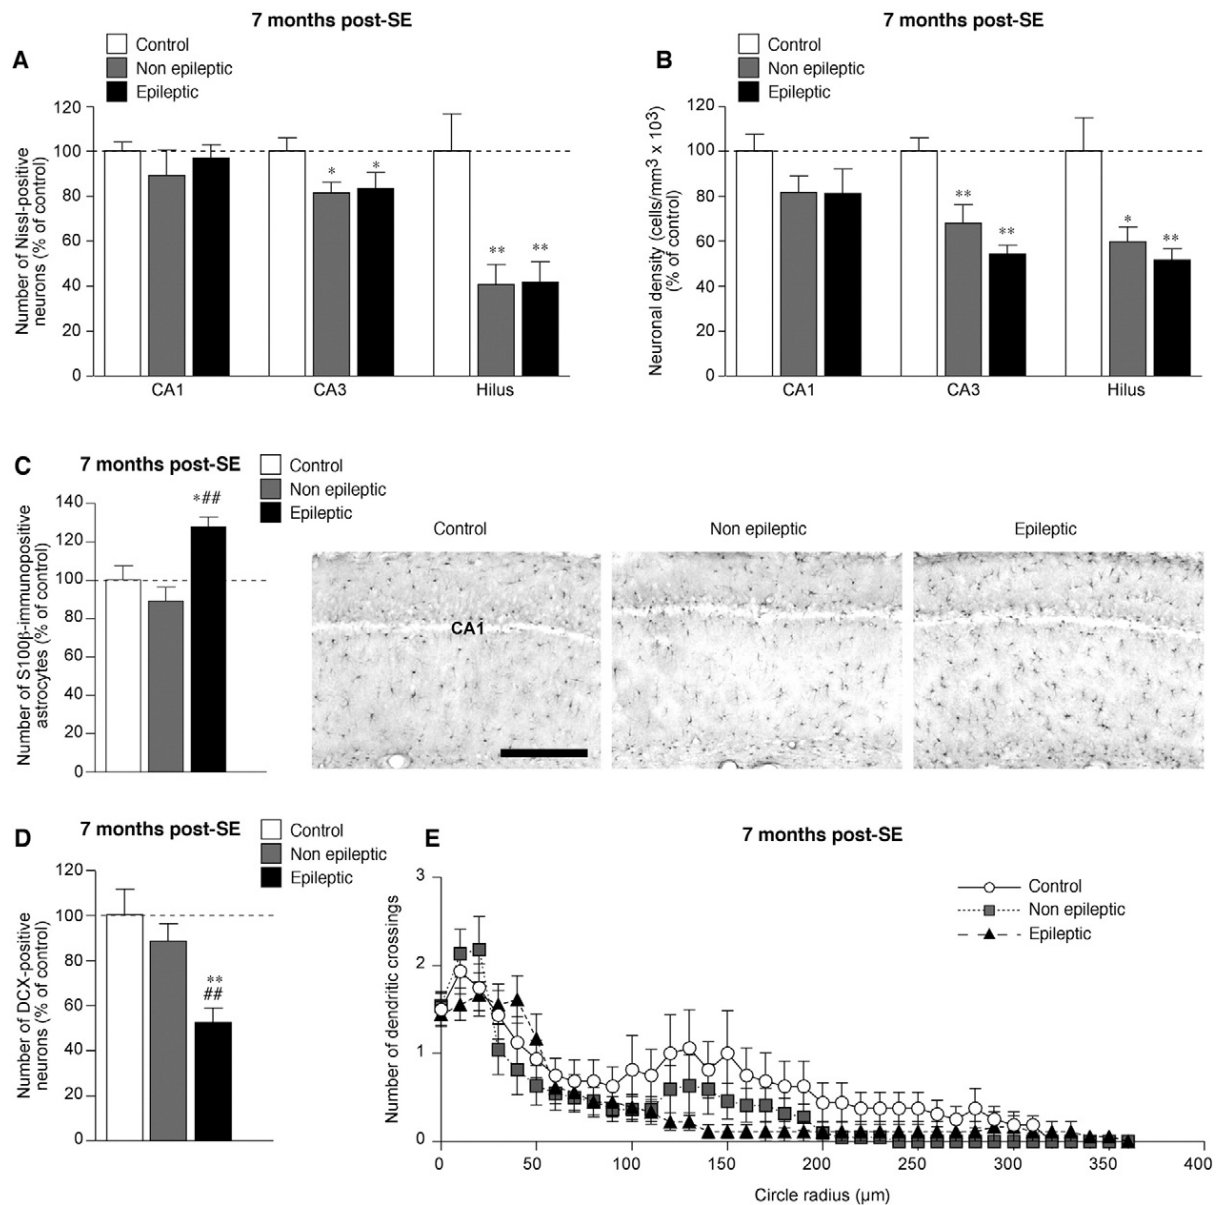 7 months post-SE
A
Control
Non epileptic
Epileptic
Number of Nissl-positive
neurons (% of control)
120
100
80
60
40
20
0
*
*
**
**
CA1
CA3
Hilus
7 months post-SE
B
Control
Non epileptic
Epileptic
Neuronal density (cells/mm³ x 10³)
(% of control)
120
100
80
60
40
20
0
**
**
*
**
CA1
CA3
Hilus
C
7 months post-SE
Control
Non epileptic
Epileptic
Number of S100β-immunopositive
astrocytes (% of control)
140
120
100
80
60
40
20
0
*##
Control
Non epileptic
Epileptic
CA1
D
7 months post-SE
Control
Non epileptic
Epileptic
Number of DCX-positive
neurons (% of control)
120
100
80
60
40
20
0
**
##
E
7 months post-SE
Control
Non epileptic
Epileptic
Number of dendritic crossings
3
2
1
0
0
50
100
150
200
250
300
350
400
Circle radius (µm)